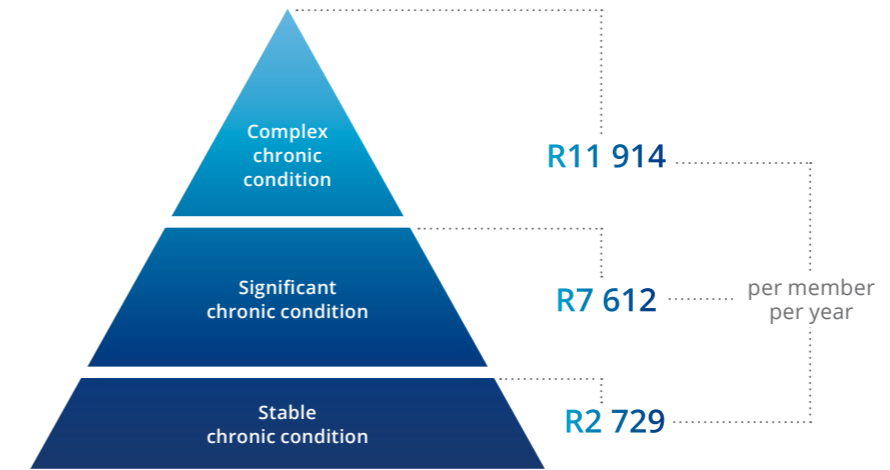 Complex
chronic
condition
R11 914
Significant
chronic condition
R7 612
per member
per year
Stable
chronic condition
R2 729